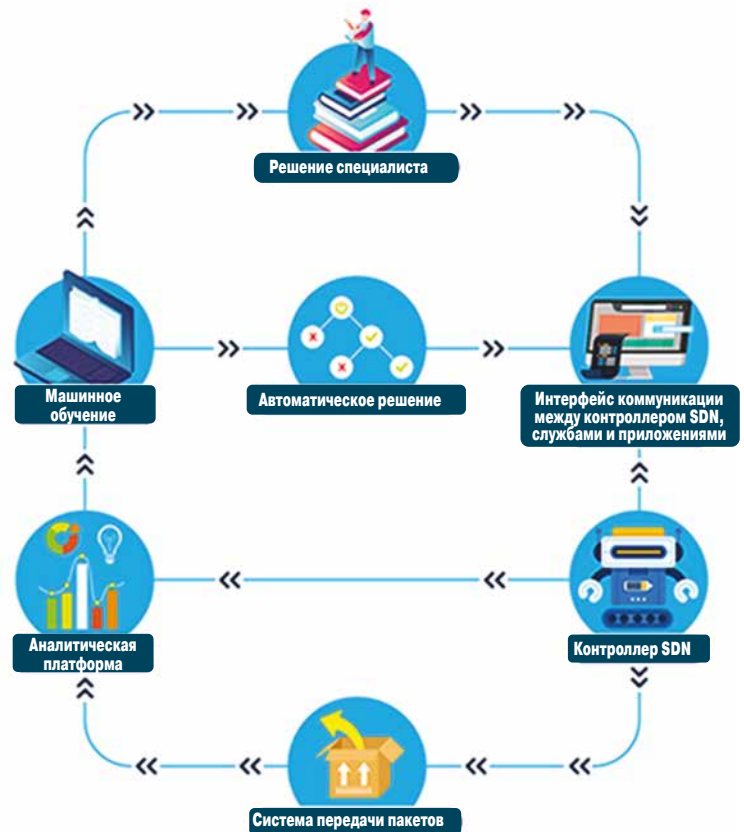 Решение специалиста
Машинное
обучение
Автоматическое решение
Интерфейс коммуникации
между контроллером SDN,
службами и приложениями
Аналитическая
платформа
Контроллер SDN
Система передачи пакетов